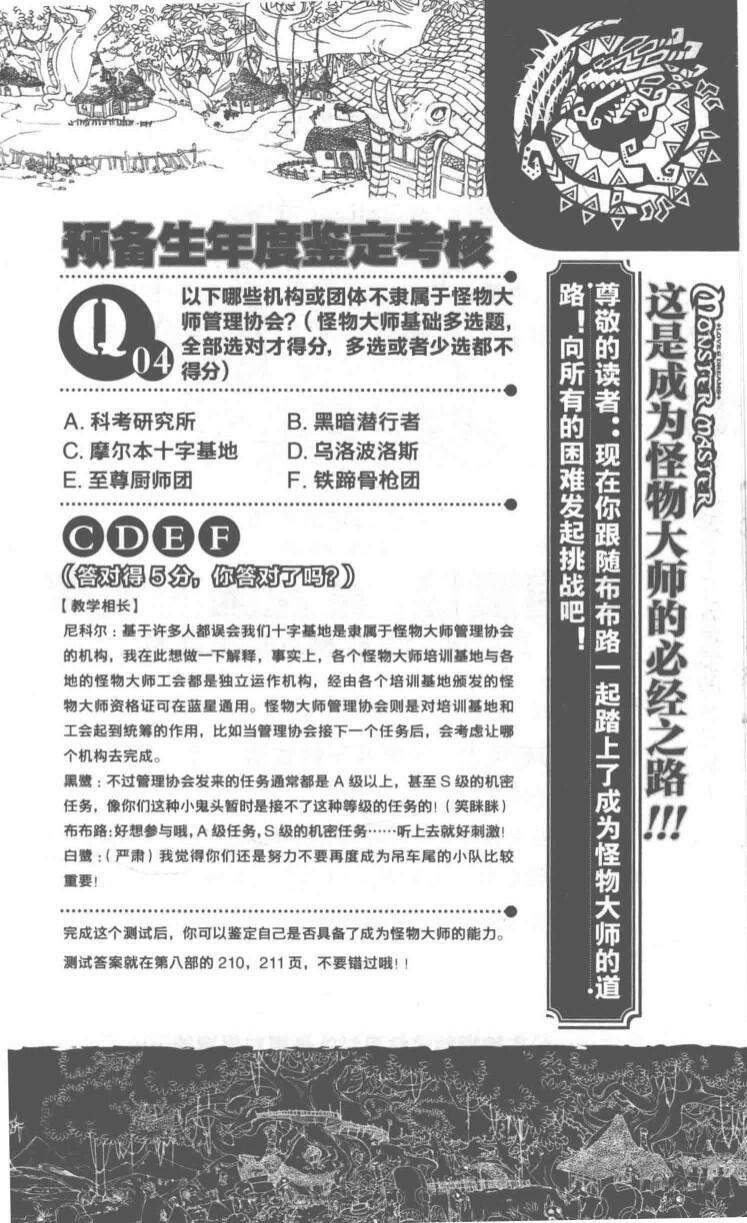 预备生年度鉴定考核
Q04
以下哪些机构或团体不隶属于怪物大
师管理协会？（怪物大师基础多选题，
全部选对才得分，多选或者少选都不
得分）
A. 科考研究所 B. 黑暗潜行者
C. 摩尔本十字基地 D. 乌洛波洛斯
E. 至尊厨师团 F. 铁蹄骨枪团
CDEF
（答对得5分，你答对了吗？）
【教学相长】
尼科尔：基于许多人都误会我们十字基地是隶属于怪物大师管理协会
的机构，我在此想做一下解释，事实上，各个怪物大师培训基地与各
地的怪物大师工会都是独立运作机构，经由各个培训基地颁发的怪
物大师资格证可在蓝星通用。怪物大师管理协会则是对培训基地和
工会起到统筹的作用，比如当管理协会接下一个任务后，会考虑让哪
个机构去完成。
黑鹭：不过管理协会发来的任务通常都是A级以上，甚至S级的机密
任务，像你们这种小鬼头暂时是接不了这种等级的任务的！（笑眯眯）
布布路：好想参与哦，A级任务，S级的机密任务……听上去就好刺激！
白鹭：（严肃）我觉得你们还是努力不要再度成为吊车尾的小队比较
重要！
完成这个测试后，你可以鉴定自己是否具备了成为怪物大师的能力。
测试答案就在第八部的210，211页，不要错过哦！！
MONSTER MASTER
+LOVE&DREAMS+
这是成为怪物大师的必经之路!!!
尊敬的读者：现在你跟随布布路一起踏上了成为怪物大师的道
路！向所有的困难发起挑战吧！